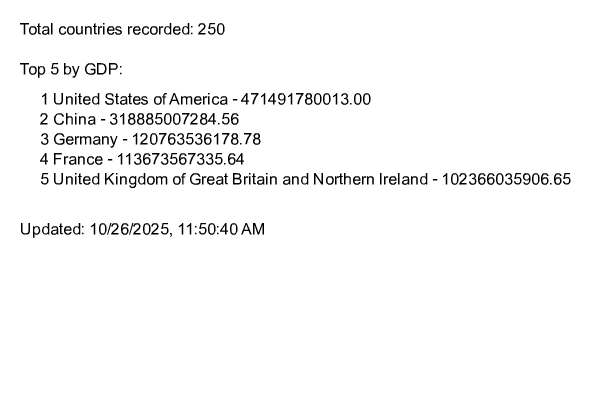 Total countries recorded: 250
Top 5 by GDP:
1 United States of America - 471491780013.00
2 China - 318885007284.56
3 Germany - 120763536178.78
4 France - 113673567335.64
5 United Kingdom of Great Britain and Northern Ireland - 102366035906.65
Updated: 10/26/2025, 11:50:40 AM